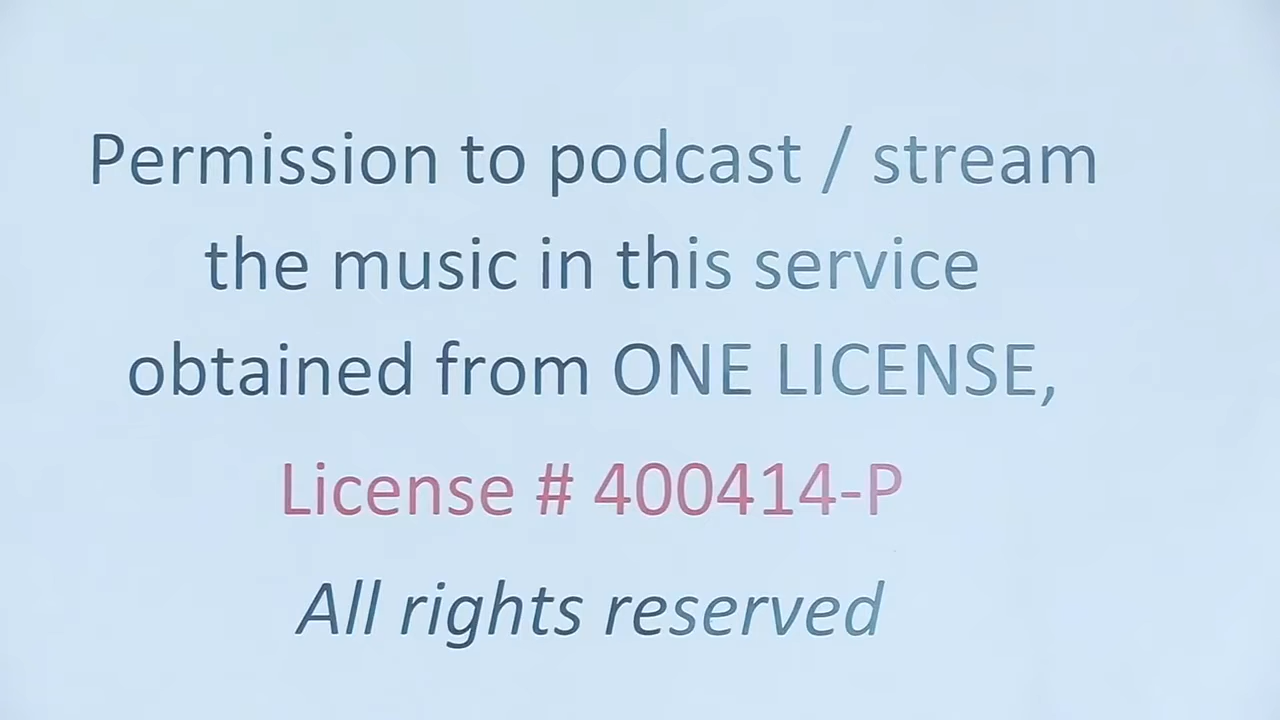 Permission to podcast / stream
the music in this service
obtained from ONE LICENSE,
License # 400414-P
All rights reserved